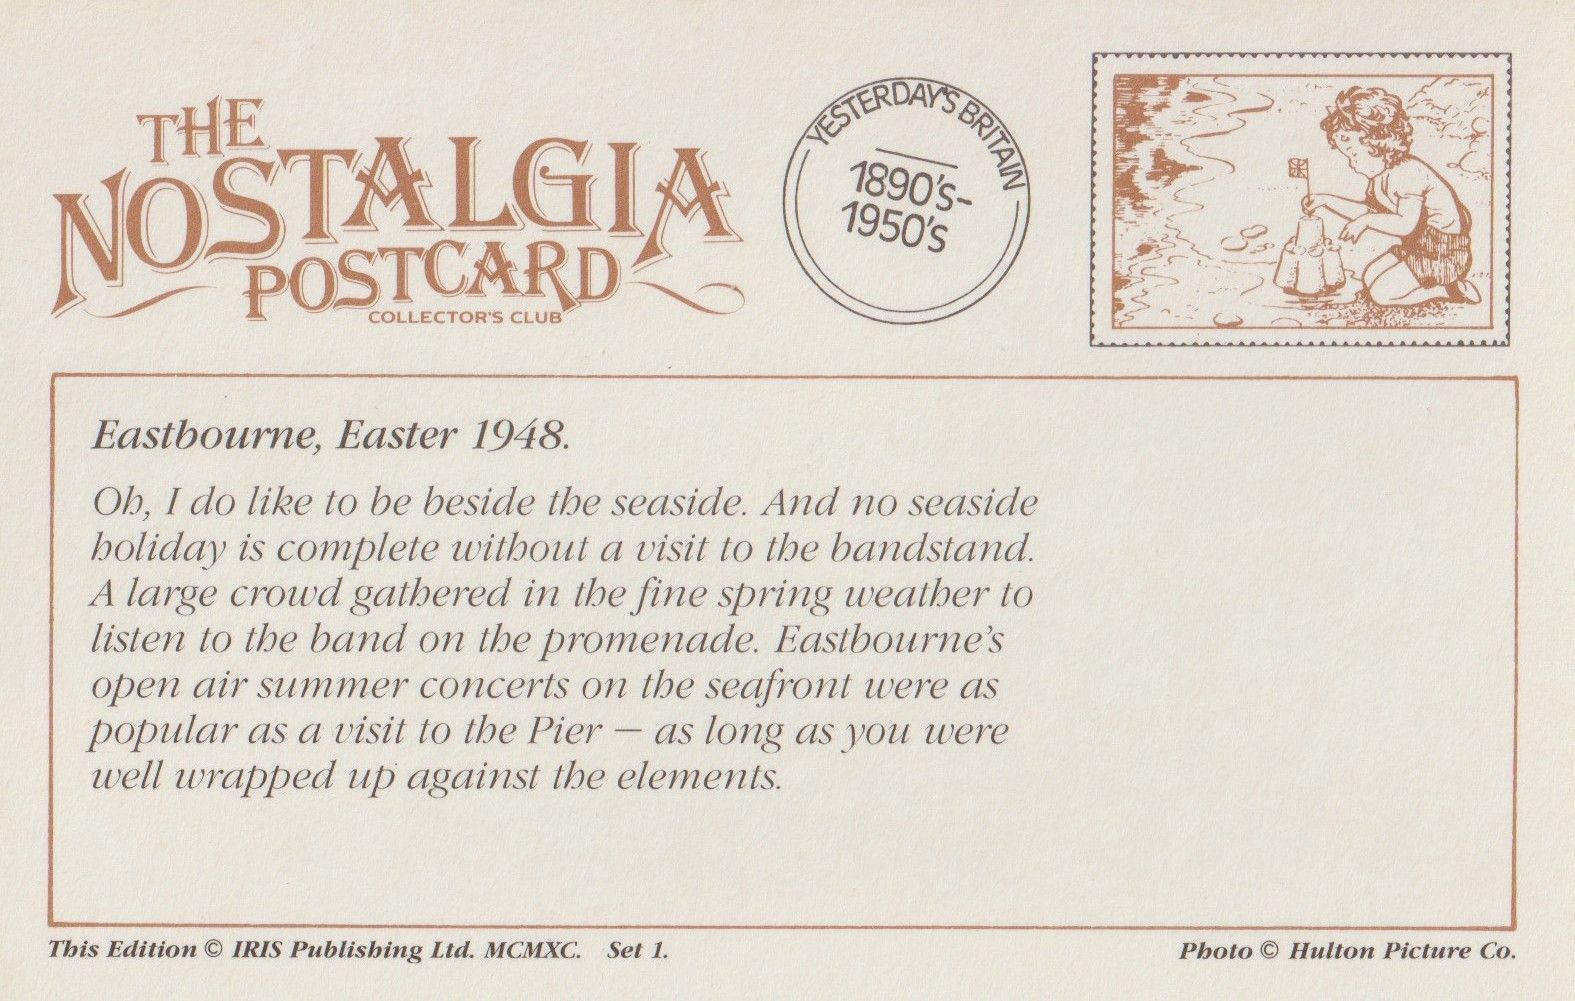 THE
NOSTALGIA
POSTCARD
COLLECTOR'S CLUB
YESTERDAY'S BRITAIN
1890's-
1950's
Eastbourne, Easter 1948.
Oh, I do like to be beside the seaside. And no seaside
holiday is complete without a visit to the bandstand.
A large crowd gathered in the fine spring weather to
listen to the band on the promenade. Eastbourne's
open air summer concerts on the seafront were as
popular as a visit to the Pier – as long as you were
well wrapped up against the elements.
This Edition © IRIS Publishing Ltd. MCMXC. Set 1.
Photo © Hulton Picture Co.